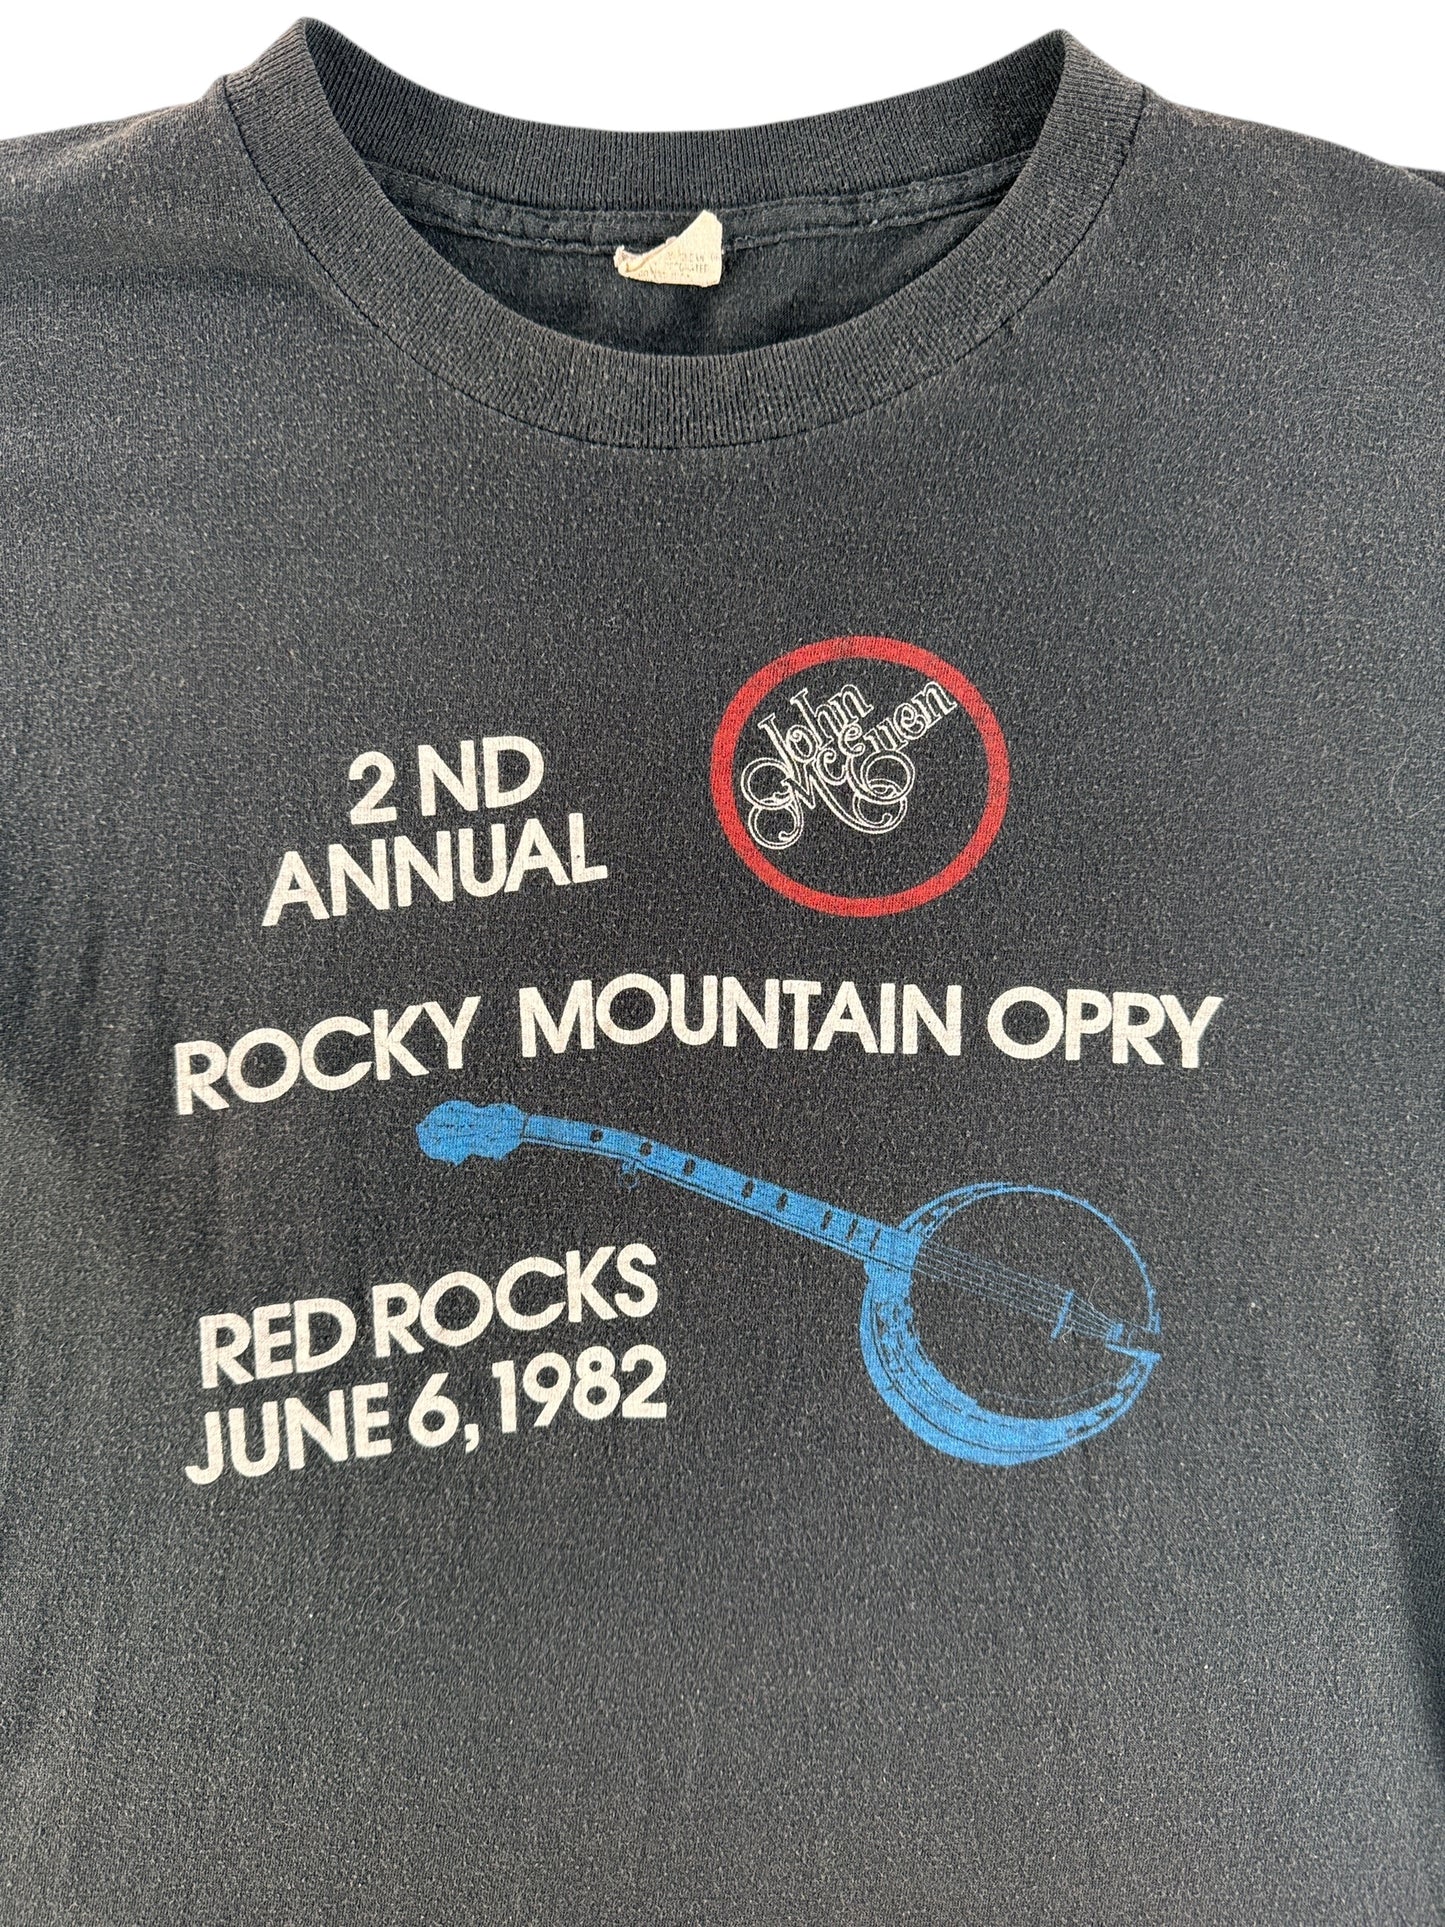 2 ND
ANNUAL
John
McEuen
ROCKY MOUNTAIN OPRY
RED ROCKS
JUNE 6, 1982